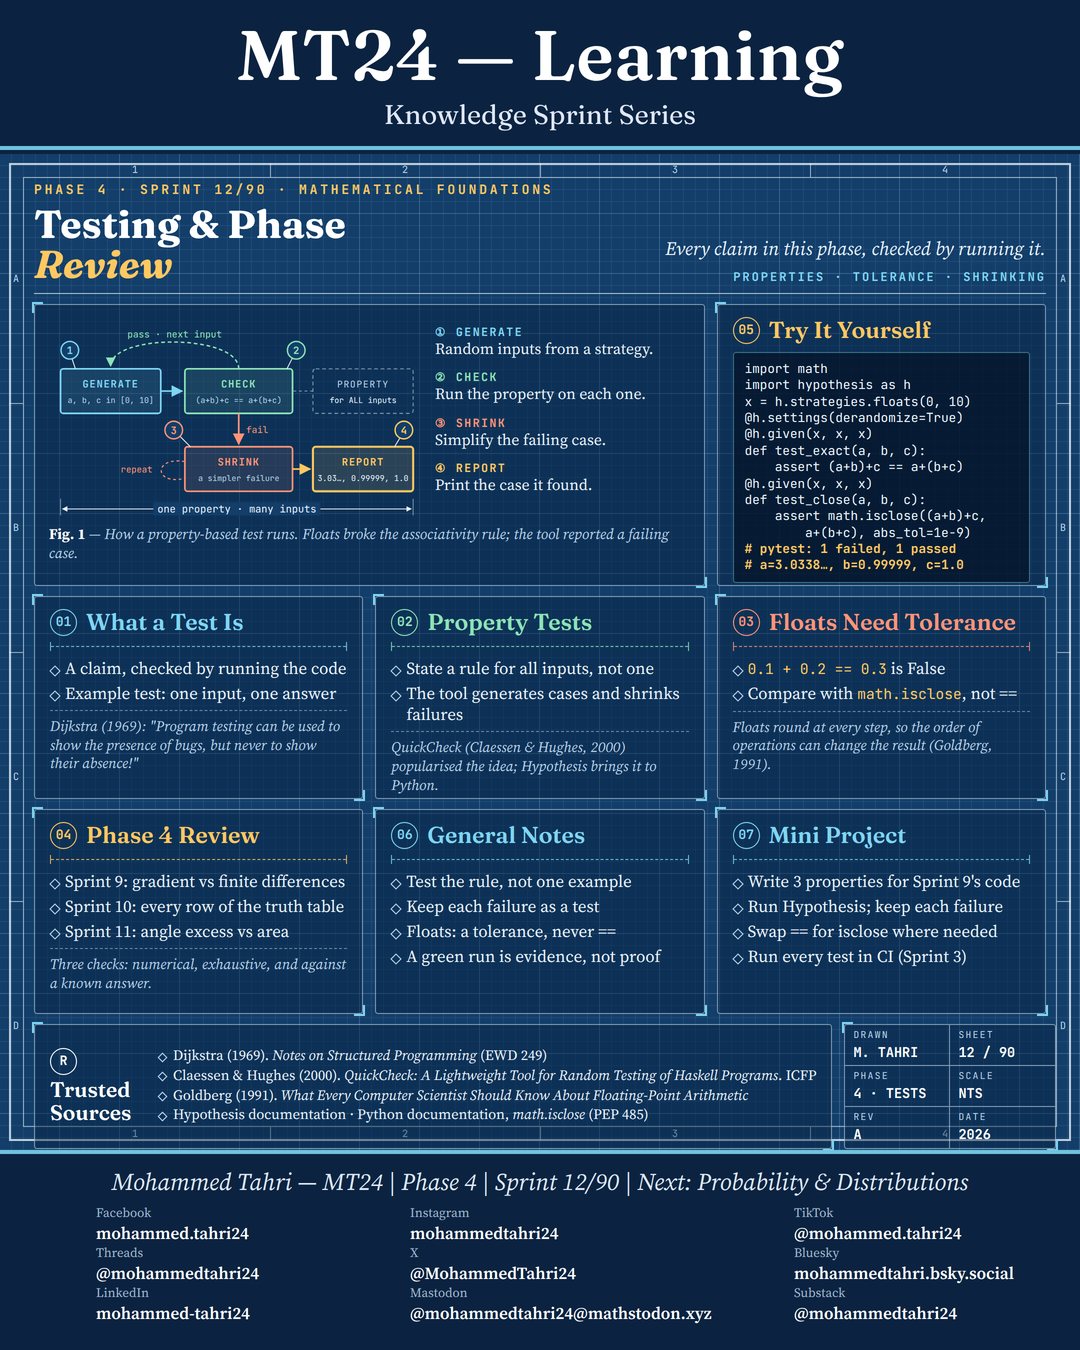 MT24 — Learning
Knowledge Sprint Series
1 2 3 4
PHASE 4 · SPRINT 12/90 · MATHEMATICAL FOUNDATIONS
Testing & Phase
Review
Every claim in this phase, checked by running it.
PROPERTIES · TOLERANCE · SHRINKING
A A
B B
C C
D D
pass · next input
1
GENERATE
a, b, c in [0, 10]
2
CHECK
(a+b)+c == a+(b+c)
PROPERTY
for ALL inputs
fail
3
SHRINK
a simpler failure
repeat
4
REPORT
3.03…, 0.99999, 1.0
one property · many inputs
① GENERATE
Random inputs from a strategy.
② CHECK
Run the property on each one.
③ SHRINK
Simplify the failing case.
④ REPORT
Print the case it found.
Fig. 1 — How a property-based test runs. Floats broke the associativity rule; the tool reported a failing
case.
05 Try It Yourself
import math
import hypothesis as h
x = h.strategies.floats(0, 10)
@h.settings(derandomize=True)
@h.given(x, x, x)
def test_exact(a, b, c):
    assert (a+b)+c == a+(b+c)
@h.given(x, x, x)
def test_close(a, b, c):
    assert math.isclose((a+b)+c,
        a+(b+c), abs_tol=1e-9)
# pytest: 1 failed, 1 passed
# a=3.0338…, b=0.99999, c=1.0
01 What a Test Is
◇ A claim, checked by running the code
◇ Example test: one input, one answer
Dijkstra (1969): "Program testing can be used to
show the presence of bugs, but never to show
their absence!"
02 Property Tests
◇ State a rule for all inputs, not one
◇ The tool generates cases and shrinks
failures
QuickCheck (Claessen & Hughes, 2000)
popularised the idea; Hypothesis brings it to
Python.
03 Floats Need Tolerance
◇ 0.1 + 0.2 == 0.3 is False
◇ Compare with math.isclose, not ==
Floats round at every step, so the order of
operations can change the result (Goldberg,
1991).
04 Phase 4 Review
◇ Sprint 9: gradient vs finite differences
◇ Sprint 10: every row of the truth table
◇ Sprint 11: angle excess vs area
Three checks: numerical, exhaustive, and against
a known answer.
06 General Notes
◇ Test the rule, not one example
◇ Keep each failure as a test
◇ Floats: a tolerance, never ==
◇ A green run is evidence, not proof
07 Mini Project
◇ Write 3 properties for Sprint 9's code
◇ Run Hypothesis; keep each failure
◇ Swap == for isclose where needed
◇ Run every test in CI (Sprint 3)
R
Trusted
Sources
◇ Dijkstra (1969). Notes on Structured Programming (EWD 249)
◇ Claessen & Hughes (2000). QuickCheck: A Lightweight Tool for Random Testing of Haskell Programs. ICFP
◇ Goldberg (1991). What Every Computer Scientist Should Know About Floating-Point Arithmetic
◇ Hypothesis documentation · Python documentation, math.isclose (PEP 485)
DRAWN
M. TAHRI
SHEET
12 / 90
PHASE
4 · TESTS
SCALE
NTS
REV
A
DATE
2026
1 2 3 4
Mohammed Tahri — MT24 | Phase 4 | Sprint 12/90 | Next: Probability & Distributions
Facebook
mohammed.tahri24
Instagram
mohammedtahri24
TikTok
@mohammed.tahri24
Threads
@mohammedtahri24
X
@MohammedTahri24
Bluesky
mohammedtahri.bsky.social
LinkedIn
mohammed-tahri24
Mastodon
@mohammedtahri24@mathstodon.xyz
Substack
@mohammedtahri24